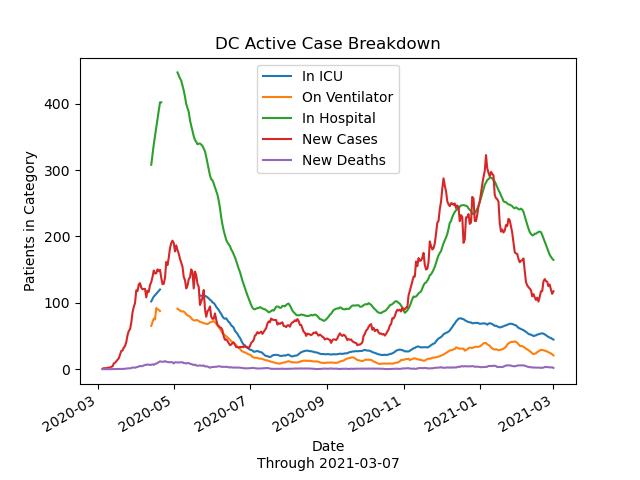 DC Active Case Breakdown
In ICU
On Ventilator
In Hospital
New Cases
New Deaths
Patients in Category
400
300
200
100
0
2020-03
2020-05
2020-07
2020-09
2020-11
2021-01
2021-03
Date
Through 2021-03-07